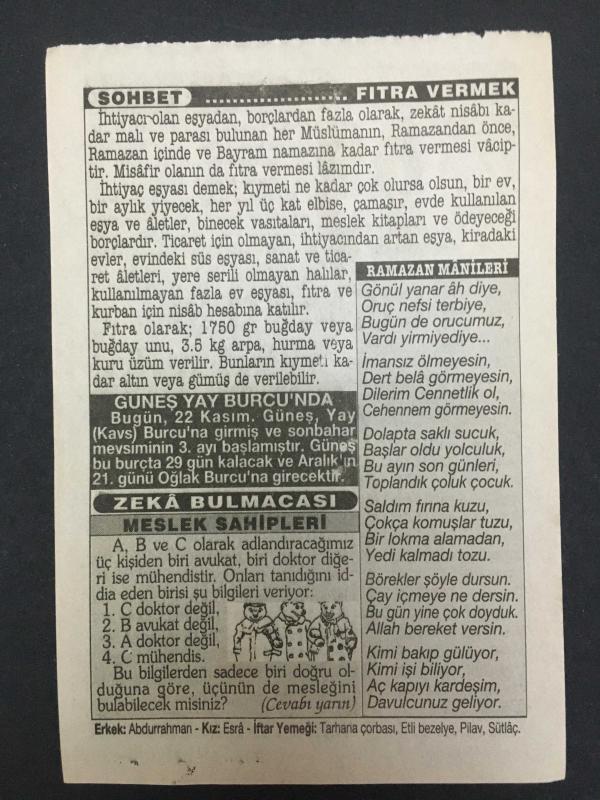 SOHBET ........................ FITRA VERMEK
İhtiyacı olan eşyadan, borçlardan fazla olarak, zekât nisâbı ka-
dar malı ve parası bulunan her Müslümanın, Ramazandan önce,
Ramazan içinde ve Bayram namazına kadar fıtra vermesi vâcip-
tir. Misâfir olanın da fıtra vermesi lâzımdır.
İhtiyaç eşyası demek; kıymeti ne kadar çok olursa olsun, bir ev,
bir aylık yiyecek, her yıl üç kat elbise, çamaşır, evde kullanılan
eşya ve âletler, binecek vasıtaları, meslek kitapları ve ödeyeceği
borçlardır. Ticaret için olmayan, ihtiyacından artan eşya, kiradaki
evler, evindeki süs eşyası, sanat ve tica-
ret âletleri, yere serili olmayan halılar,
kullanılmayan fazla ev eşyası, fıtra ve
kurban için nisâb hesabına katılır.
Fıtra olarak; 1750 gr buğday veya
buğday unu, 3.5 kg arpa, hurma veya
kuru üzüm verilir. Bunların kıymeti ka-
dar altın veya gümüş de verilebilir.
GÜNEŞ YAY BURCU'NDA
Bugün, 22 Kasım. Güneş, Yay
(Kavs) Burcu'na girmiş ve sonbahar
mevsiminin 3. ayı başlamıştır. Güneş
bu burcta 29 gün kalacak ve Aralık'ın
21. günü Oğlak Burcu'na girecektir.
ZEKÂ BULMACASI
MESLEK SAHİPLERİ
A, B ve C olarak adlandıracağımız
üç kişiden biri avukat, biri doktor diğe-
ri ise mühendistir. Onları tanıdığını id-
dia eden birisi şu bilgileri veriyor:
1. C doktor değil,
2. B avukat değil,
3. A doktor değil,
4. C mühendis.
Bu bilgilerden sadece biri doğru ol-
duğuna göre, üçünün de mesleğini
bulabilecek misiniz? (Cevabı yarın)
RAMAZAN MÂNİLERİ
Gönül yanar âh diye,
Oruç nefsi terbiye,
Bugün de orucumuz,
Vardı yirmiyediye...
İmansız ölmeyesin,
Dert belâ görmeyesin,
Dilerim Cennetlik ol,
Cehennem görmeyesin.
Dolapta saklı sucuk,
Başlar oldu yolculuk,
Bu ayın son günleri,
Toplandık çoluk çocuk.
Saldım fırına kuzu,
Çokça komuşlar tuzu,
Bir lokma alamadan,
Yedi kalmadı tozu.
Börekler şöyle dursun.
Çay içmeye ne dersin.
Bu gün yine çok doyduk.
Allah bereket versin.
Kimi bakıp gülüyor,
Kimi işi biliyor,
Aç kapıyı kardeşim,
Davulcunuz geliyor.
Erkek: Abdurrahman - Kız: Esrâ - İftar Yemeği: Tarhana çorbası, Etli bezelye, Pilav, Sütlâç.